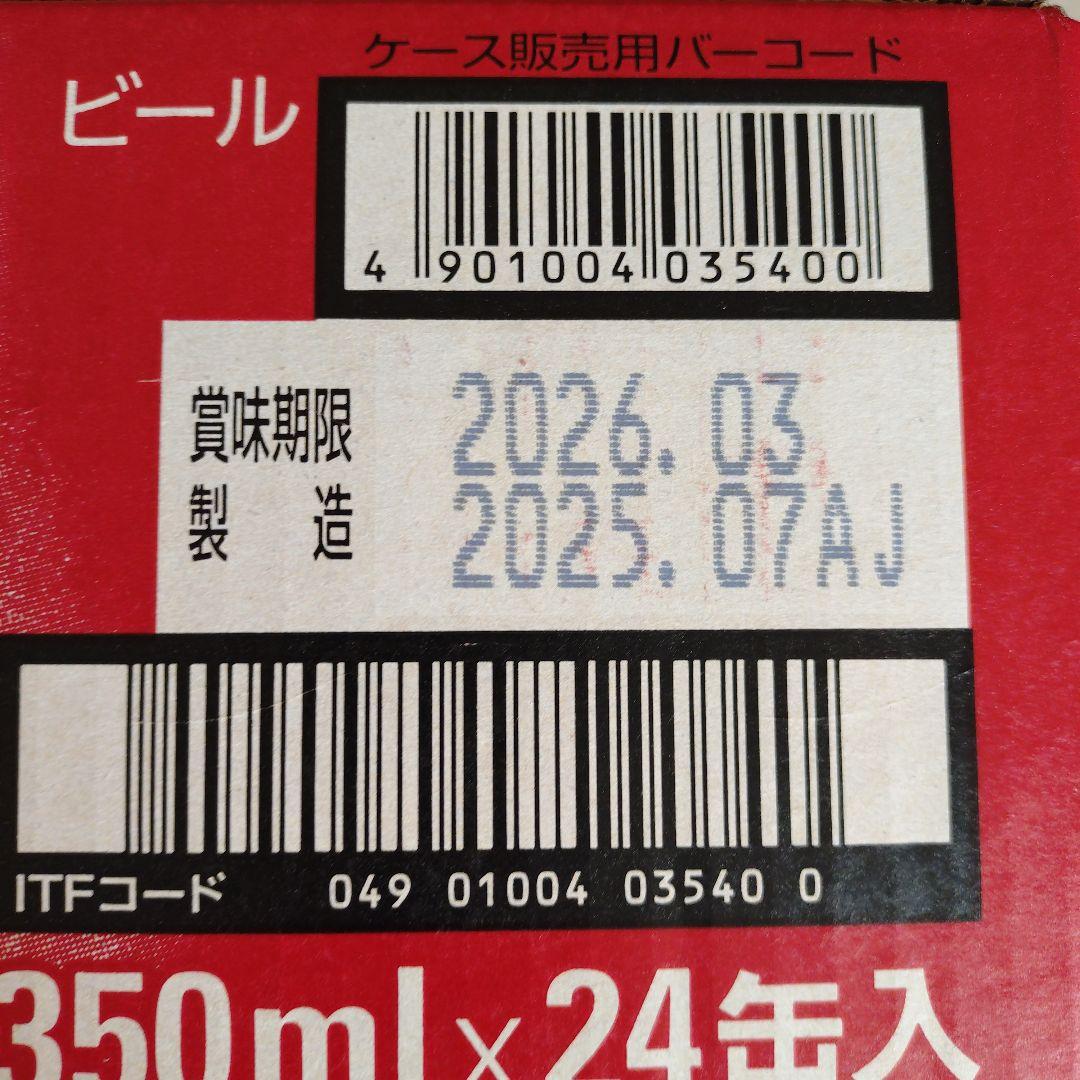 ケース販売用バーコード
ビール
4 901004 035400
賞味期限 2026.03
製造 2025.07AJ
ITFコード 049 01004 03540 0
350ml×24缶入